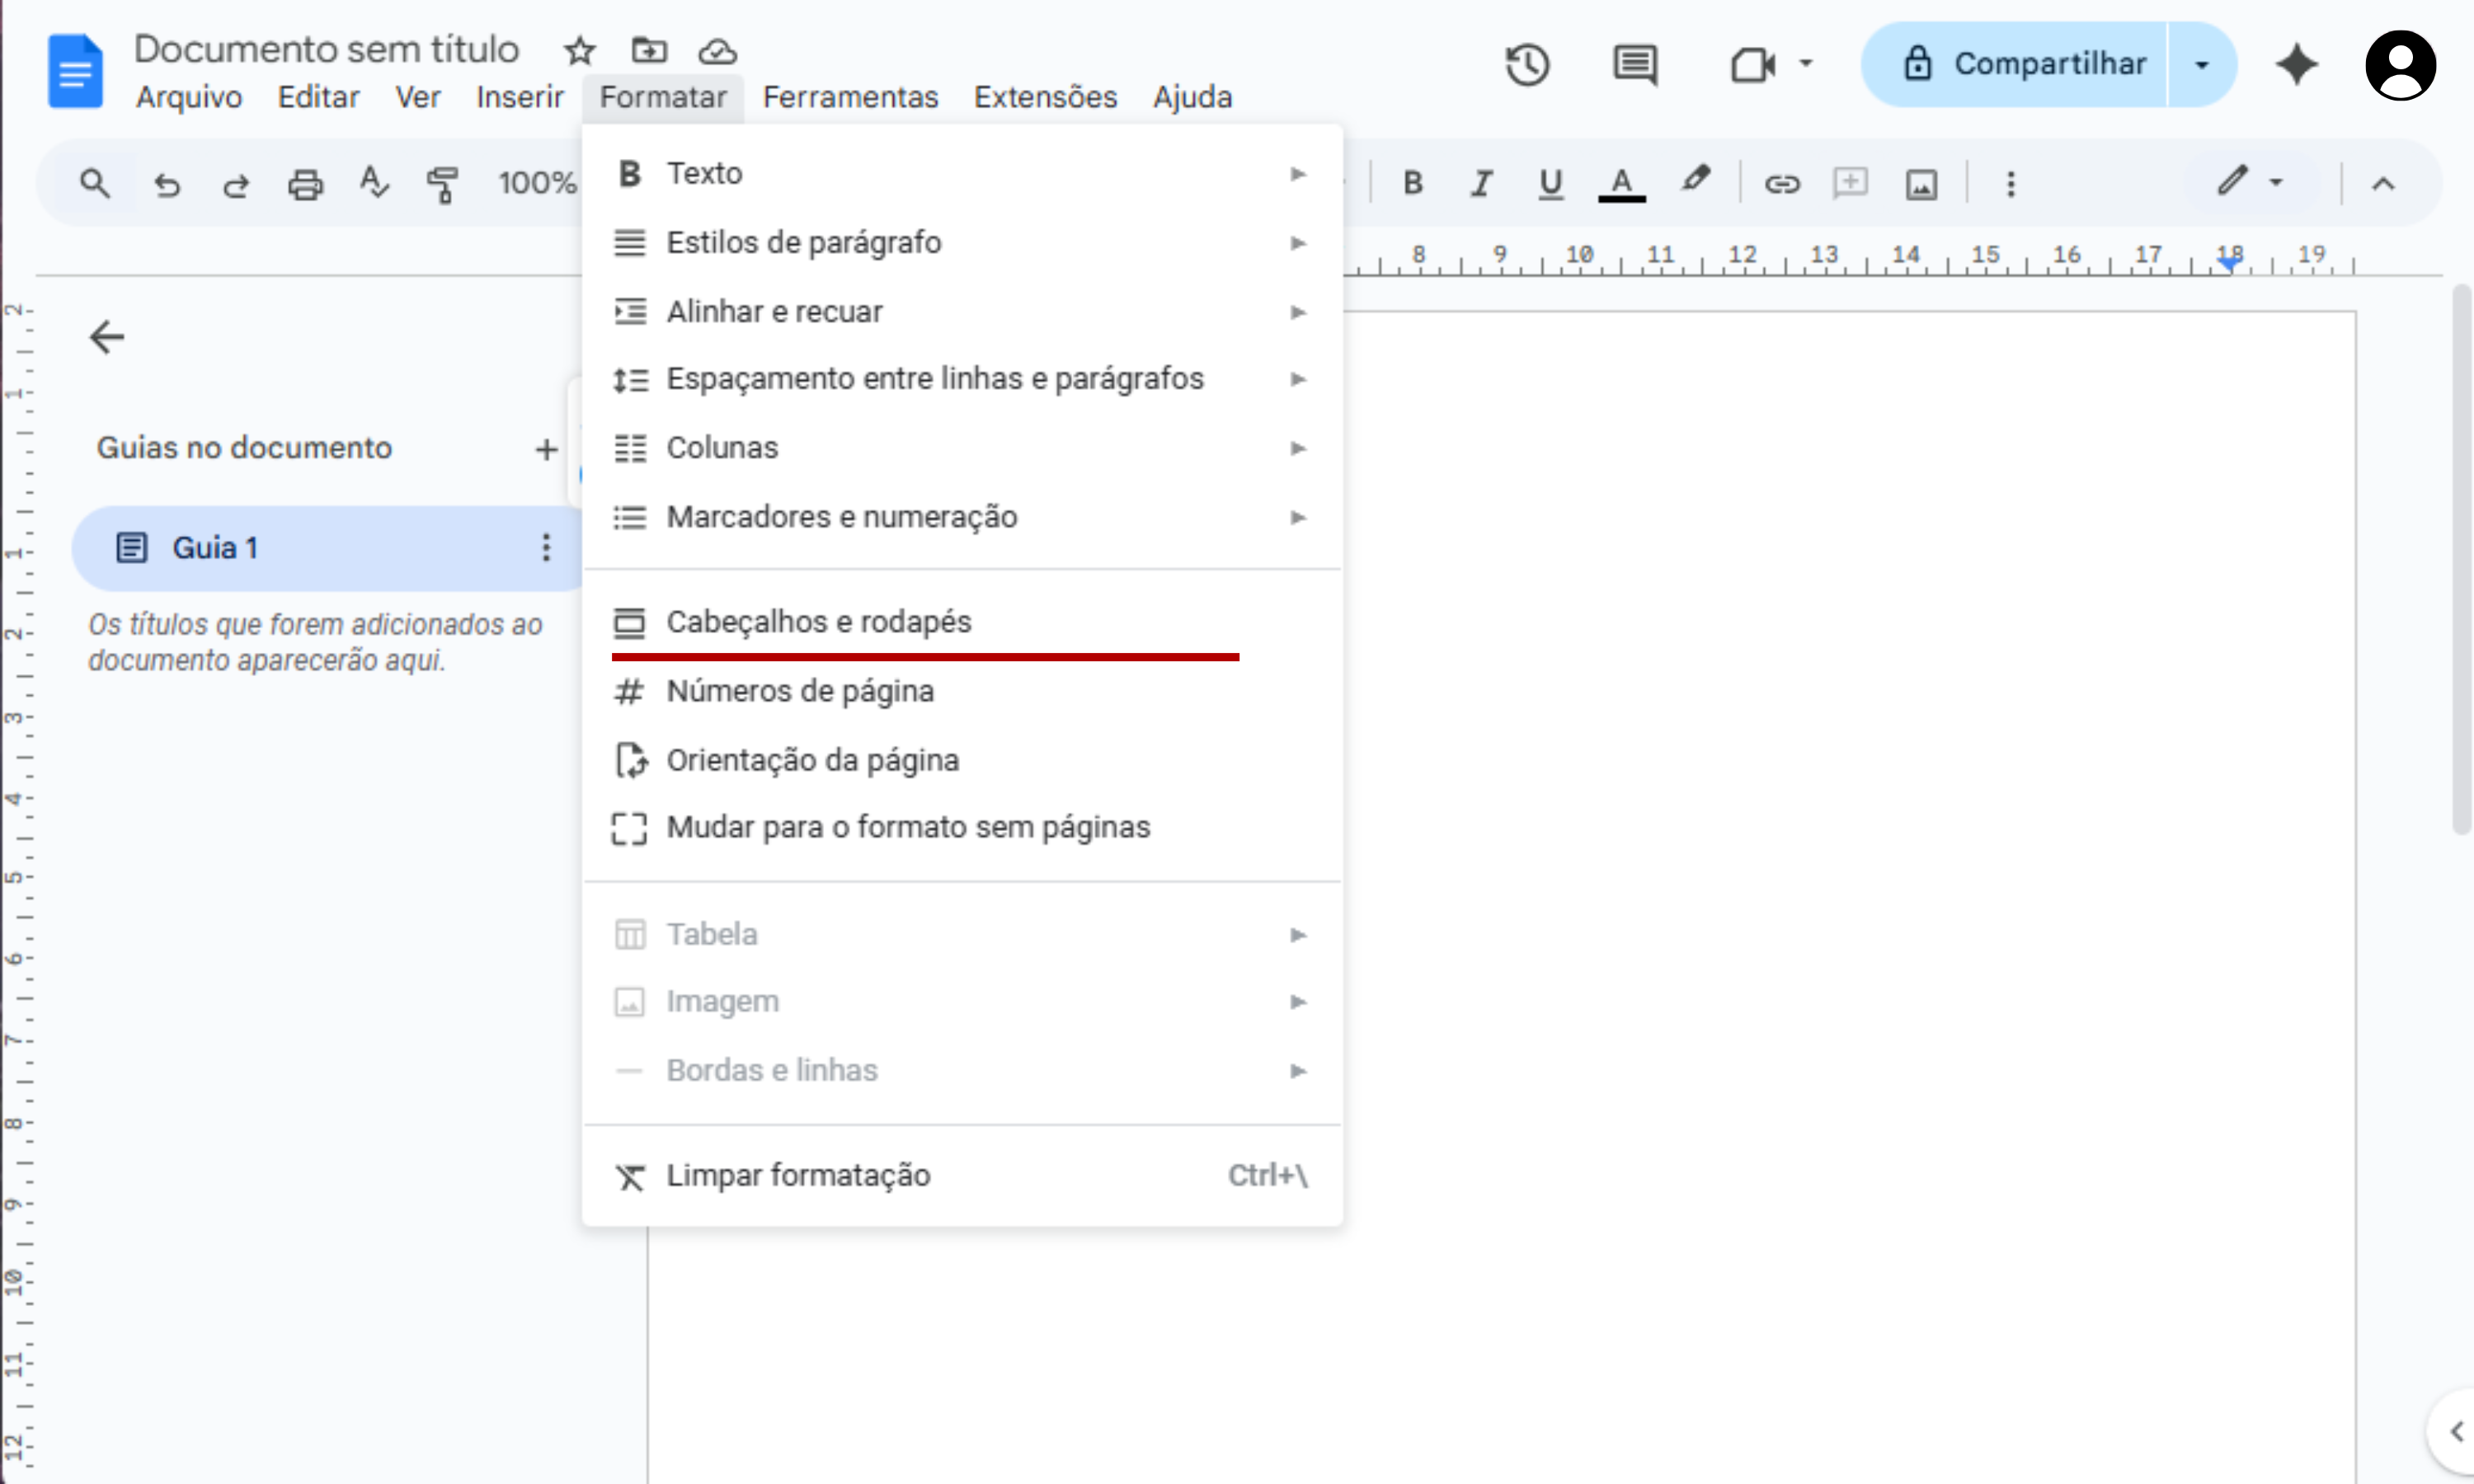 Documento sem título
Arquivo Editar Ver Inserir Formatar Ferramentas Extensões Ajuda
Compartilhar
100%
B I U A
8 9 10 11 12 13 14 15 16 17 18 19
Texto
Estilos de parágrafo
Alinhar e recuar
Espaçamento entre linhas e parágrafos
Colunas
Marcadores e numeração
Cabeçalhos e rodapés
Números de página
Orientação da página
Mudar para o formato sem páginas
Tabela
Imagem
Bordas e linhas
Limpar formatação Ctrl+\
Guias no documento
Guia 1
Os títulos que forem adicionados ao
documento aparecerão aqui.
2
1
1
2
3
4
5
6
7
8
9
10
11
12